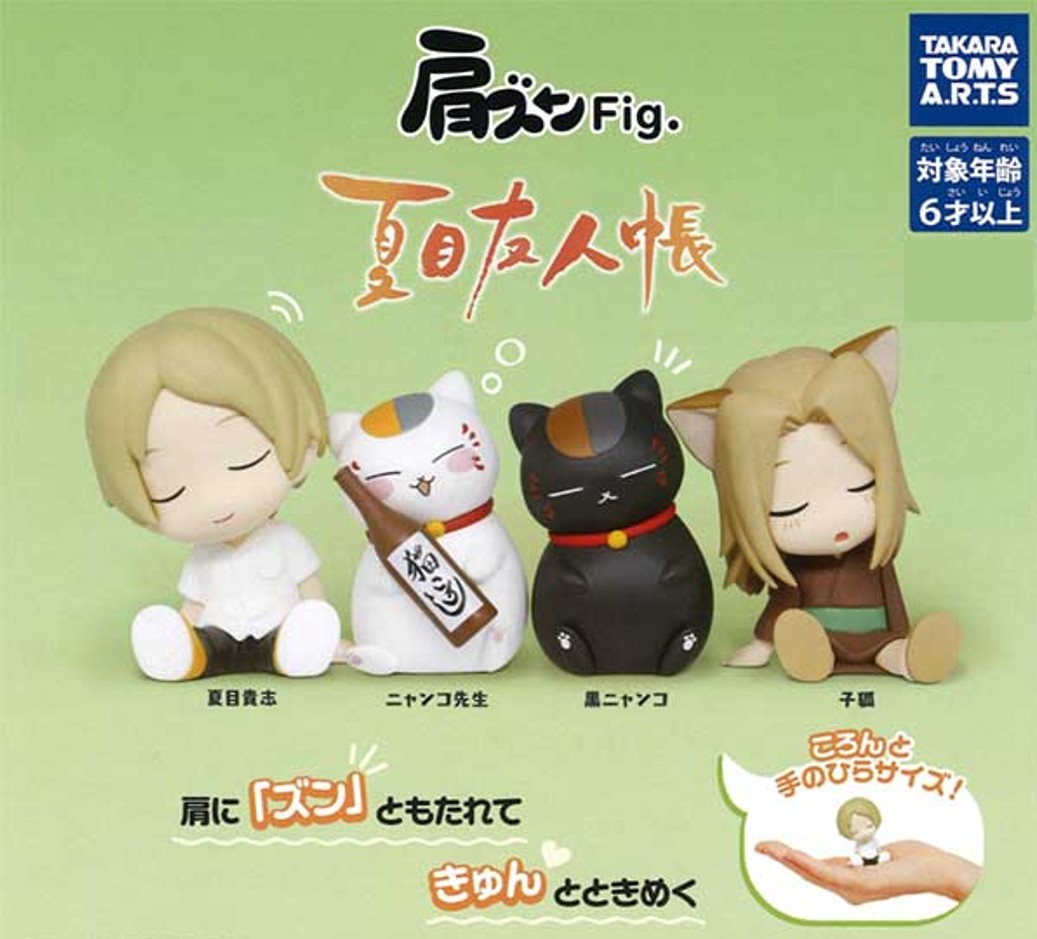 肩ズンFig.
夏目友人帳
TAKARA
TOMY
A.R.T.S
たいしょうねんれい
対象年齢
さいいじょう
6才以上
夏目貴志
ニャンコ先生
黒ニャンコ
子狐
猫ごろし
肩に「ズン」ともたれて
きゅんとときめく
ころんと
手のひらサイズ!